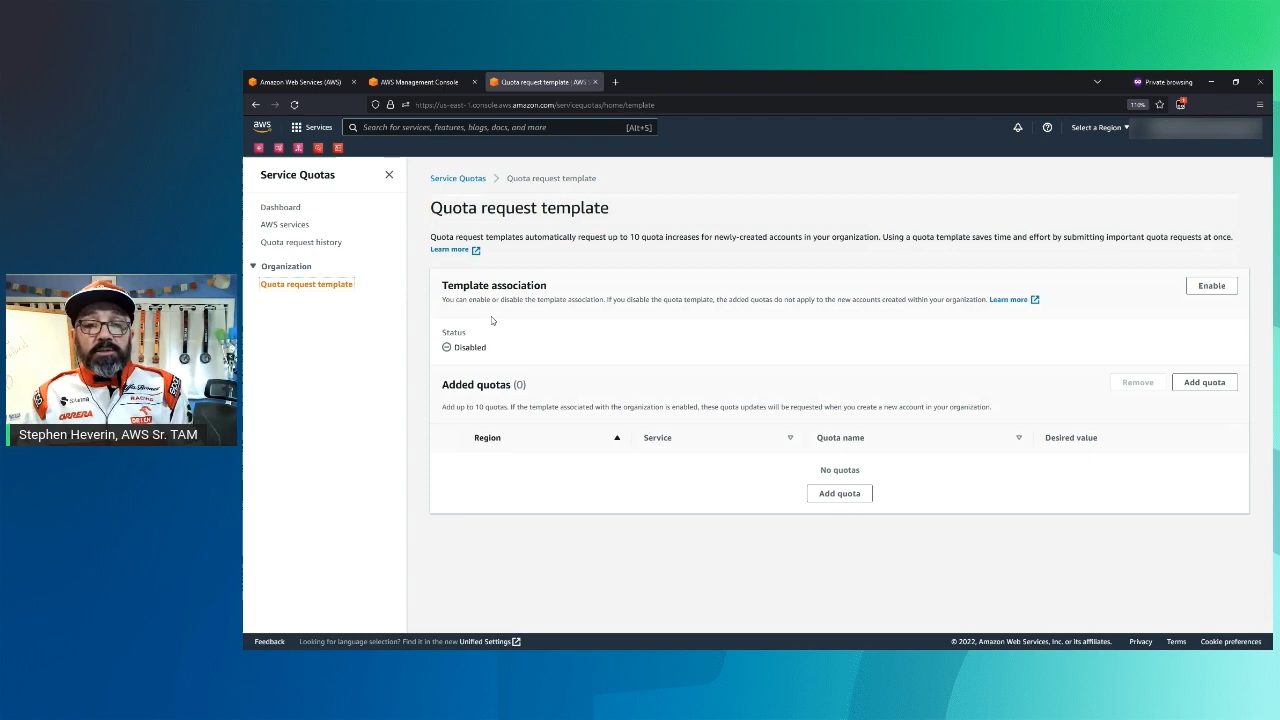 Amazon Web Services (AWS)
AWS Management Console
Quota request template | AWS S
Private browsing
https://us-east-1.console.aws.amazon.com/servicequotas/home/template
110%
aws
Services
Search for services, features, blogs, docs, and more
[Alt+S]
Select a Region
Service Quotas
Dashboard
AWS services
Quota request history
Organization
Quota request template
Service Quotas
Quota request template
Quota request template
Quota request templates automatically request up to 10 quota increases for newly-created accounts in your organization. Using a quota template saves time and effort by submitting important quota requests at once.
Learn more
Template association
Enable
You can enable or disable the template association. If you disable the quota template, the added quotas do not apply to the new accounts created within your organization. Learn more
Status
Disabled
Added quotas (0)
Remove
Add quota
Add up to 10 quotas. If the template associated with the organization is enabled, these quota updates will be requested when you create a new account in your organization.
Region
Service
Quota name
Desired value
No quotas
Add quota
Feedback
Looking for language selection? Find it in the new Unified Settings
© 2022, Amazon Web Services, Inc. or its affiliates.
Privacy
Terms
Cookie preferences
CARRERA
RACING
Stephen Heverin, AWS Sr. TAM